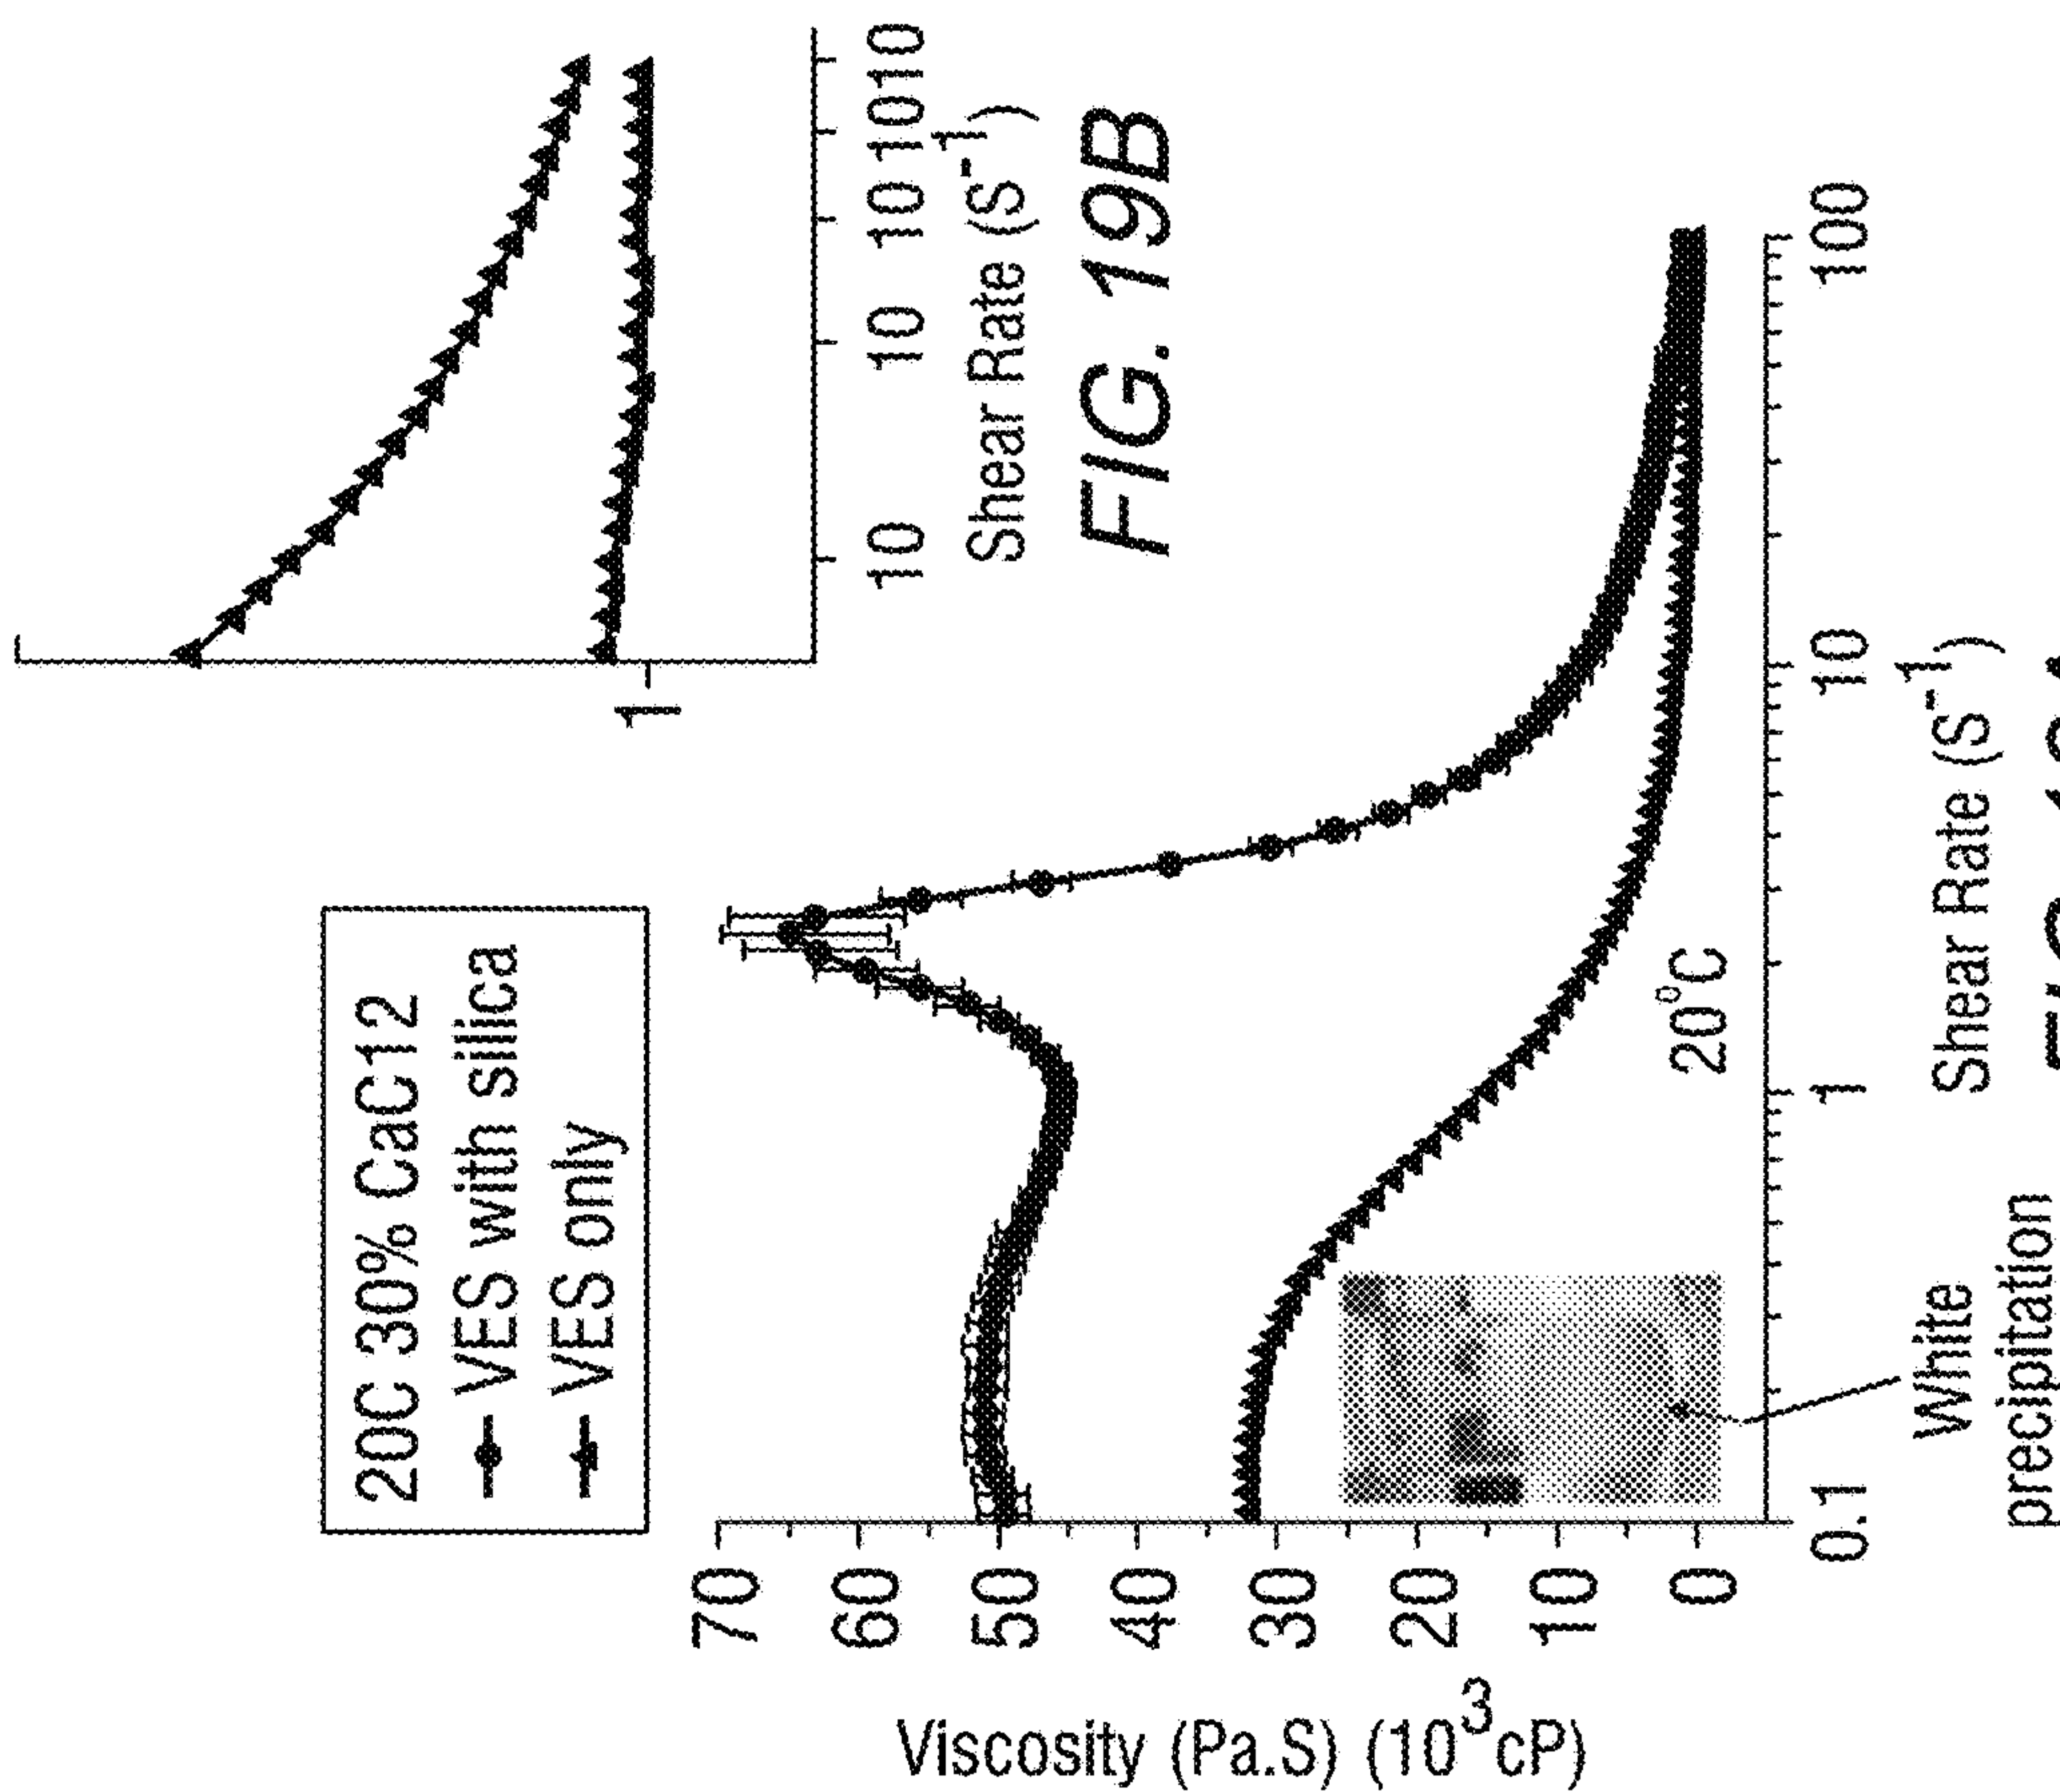 20C 30% CaC12
VES with silica
VES only
Viscosity (Pa.S) (10³cP)
70
60
50
40
30
20
10
0
0.1
1
10
100
20°C
Shear Rate (S⁻¹)
White
precipitation
1
10
10
10
10
10
10
Shear Rate (S⁻¹)
FIG. 19B